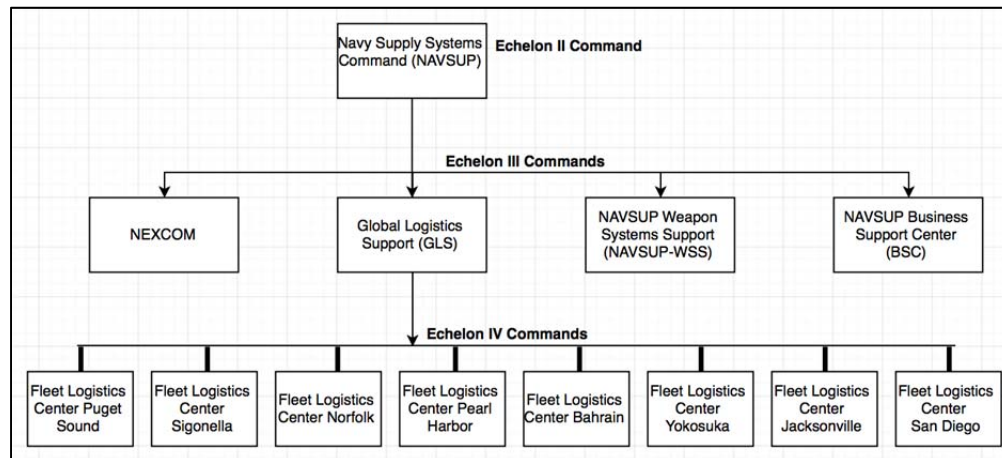 Navy Supply Systems
Command (NAVSUP)
Echelon II Command
Echelon III Commands
NEXCOM
Global Logistics
Support (GLS)
NAVSUP Weapon
Systems Support
(NAVSUP-WSS)
NAVSUP Business
Support Center
(BSC)
Echelon IV Commands
Fleet Logistics
Center Puget
Sound
Fleet Logistics
Center
Sigonella
Fleet Logistics
Center Norfolk
Fleet Logistics
Center Pearl
Harbor
Fleet Logistics
Center Bahrain
Fleet Logistics
Center
Yokosuka
Fleet Logistics
Center
Jacksonville
Fleet Logistics
Center
San Diego